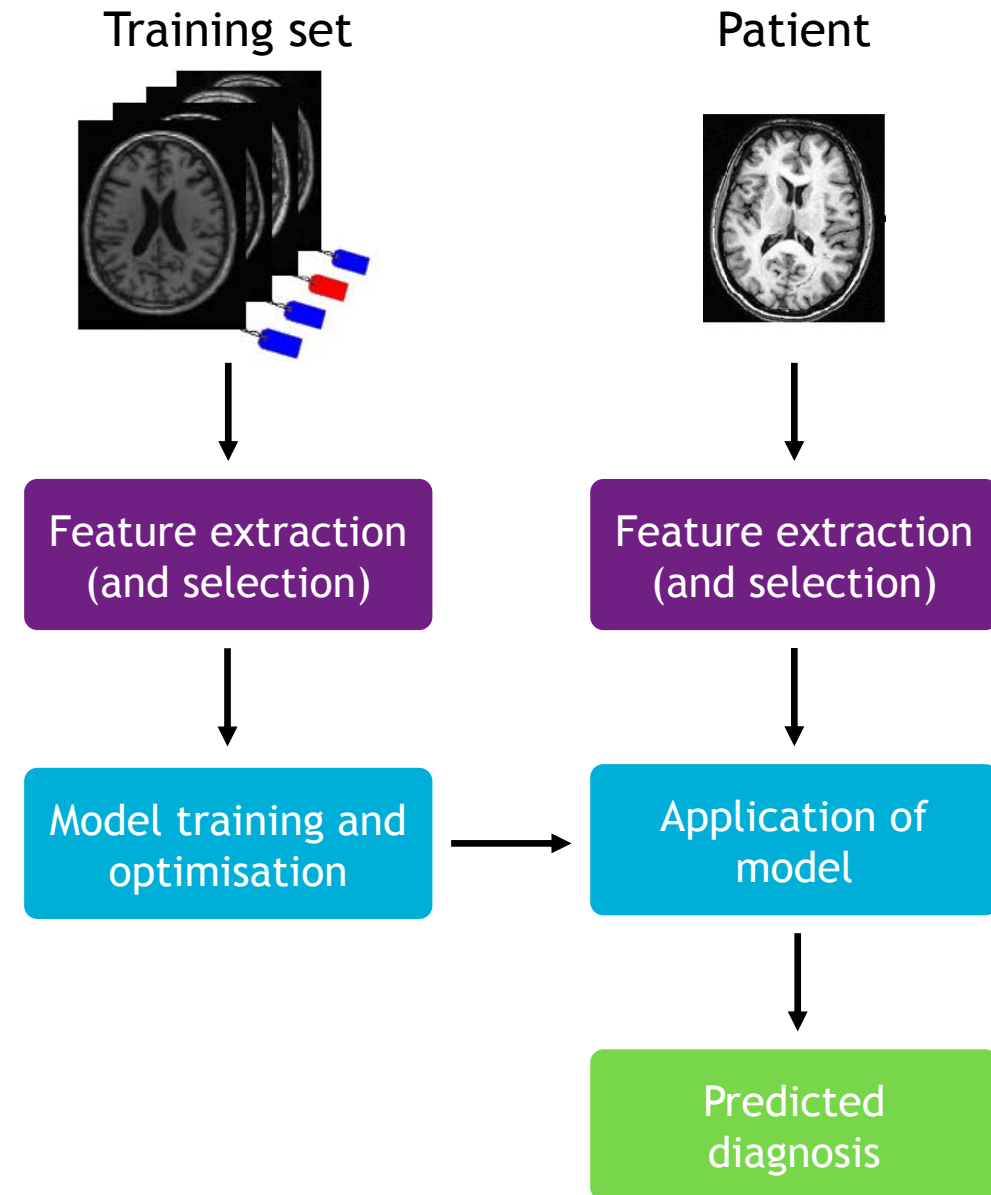 Training set
Patient
Feature extraction
(and selection)
Feature extraction
(and selection)
Model training and
optimisation
Application of
model
Predicted
diagnosis